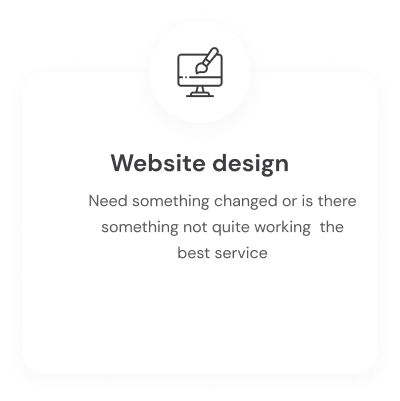 Website design
Need something changed or is there
something not quite working  the
best service